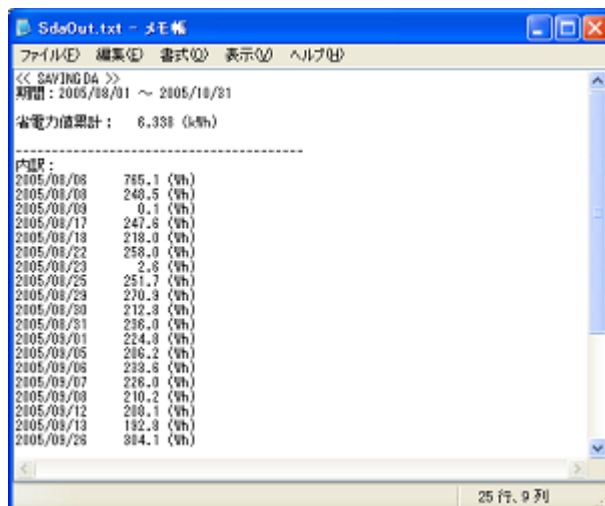 SdaOut.txt - メモ帳
ファイル(F) 編集(E) 書式(O) 表示(V) ヘルプ(H)
<< SAVING DA >>
期間：2005/08/01 ～ 2005/10/31
省電力値累計： 6.338 (kWh)
----------------------------------------
内訳：
2005/08/06 765.1 (Wh)
2005/08/08 248.5 (Wh)
2005/08/09 0.1 (Wh)
2005/08/17 247.6 (Wh)
2005/08/18 218.0 (Wh)
2005/08/22 258.0 (Wh)
2005/08/23 2.6 (Wh)
2005/08/25 251.7 (Wh)
2005/08/29 270.9 (Wh)
2005/08/30 212.8 (Wh)
2005/08/31 236.0 (Wh)
2005/09/01 224.8 (Wh)
2005/09/05 206.2 (Wh)
2005/09/06 233.6 (Wh)
2005/09/07 226.0 (Wh)
2005/09/08 210.2 (Wh)
2005/09/12 208.1 (Wh)
2005/09/13 192.8 (Wh)
2005/09/26 304.1 (Wh)
25 行、9 列